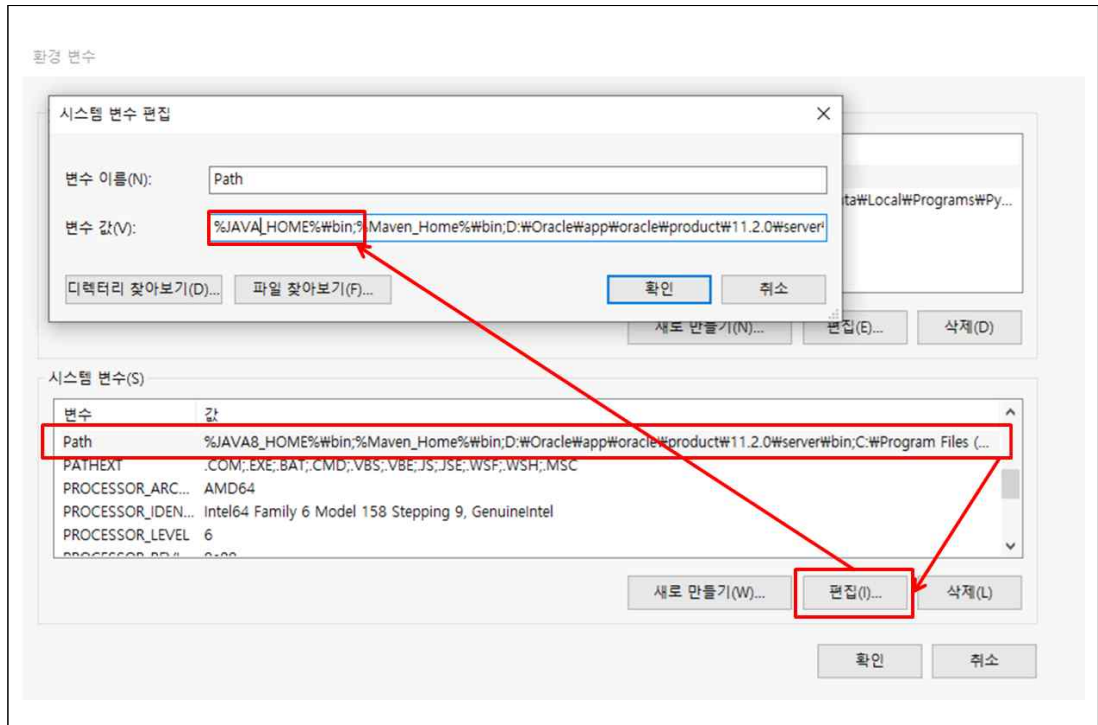 환경 변수
시스템 변수 편집
변수 이름(N):
Path
변수 값(V):
%JAVA_HOME%₩bin;%Maven_Home%₩bin;D:₩Oracle₩app₩oracle₩product₩11.2.0₩server₩
ata₩Local₩Programs₩Py...
디렉터리 찾아보기(D)...
파일 찾아보기(F)...
확인
취소
새로 만들기(N)...
편집(E)...
삭제(D)
시스템 변수(S)
변수 값
Path %JAVA8_HOME%₩bin;%Maven_Home%₩bin;D:₩Oracle₩app₩oracle₩product₩11.2.0₩server₩bin;C:₩Program Files (...
PATHEXT .COM;.EXE;.BAT;.CMD;.VBS;.VBE;.JS;.JSE;.WSF;.WSH;.MSC
PROCESSOR_ARC... AMD64
PROCESSOR_IDEN... Intel64 Family 6 Model 158 Stepping 9, GenuineIntel
PROCESSOR_LEVEL 6
새로 만들기(W)...
편집(I)...
삭제(L)
확인
취소